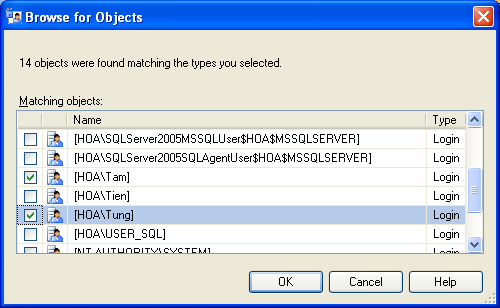 Browse for Objects
14 objects were found matching the types you selected.
Matching objects:
Name Type
[HOA\SQLServer2005MSSQLUser$HOA$MSSQLSERVER] Login
[HOA\SQLServer2005SQLAgentUser$HOA$MSSQLSERVER] Login
[HOA\Tam] Login
[HOA\Tien] Login
[HOA\Tung] Login
[HOA\USER_SQL] Login
[NT AUTHORITY\SYSTEM] Login
OK Cancel Help